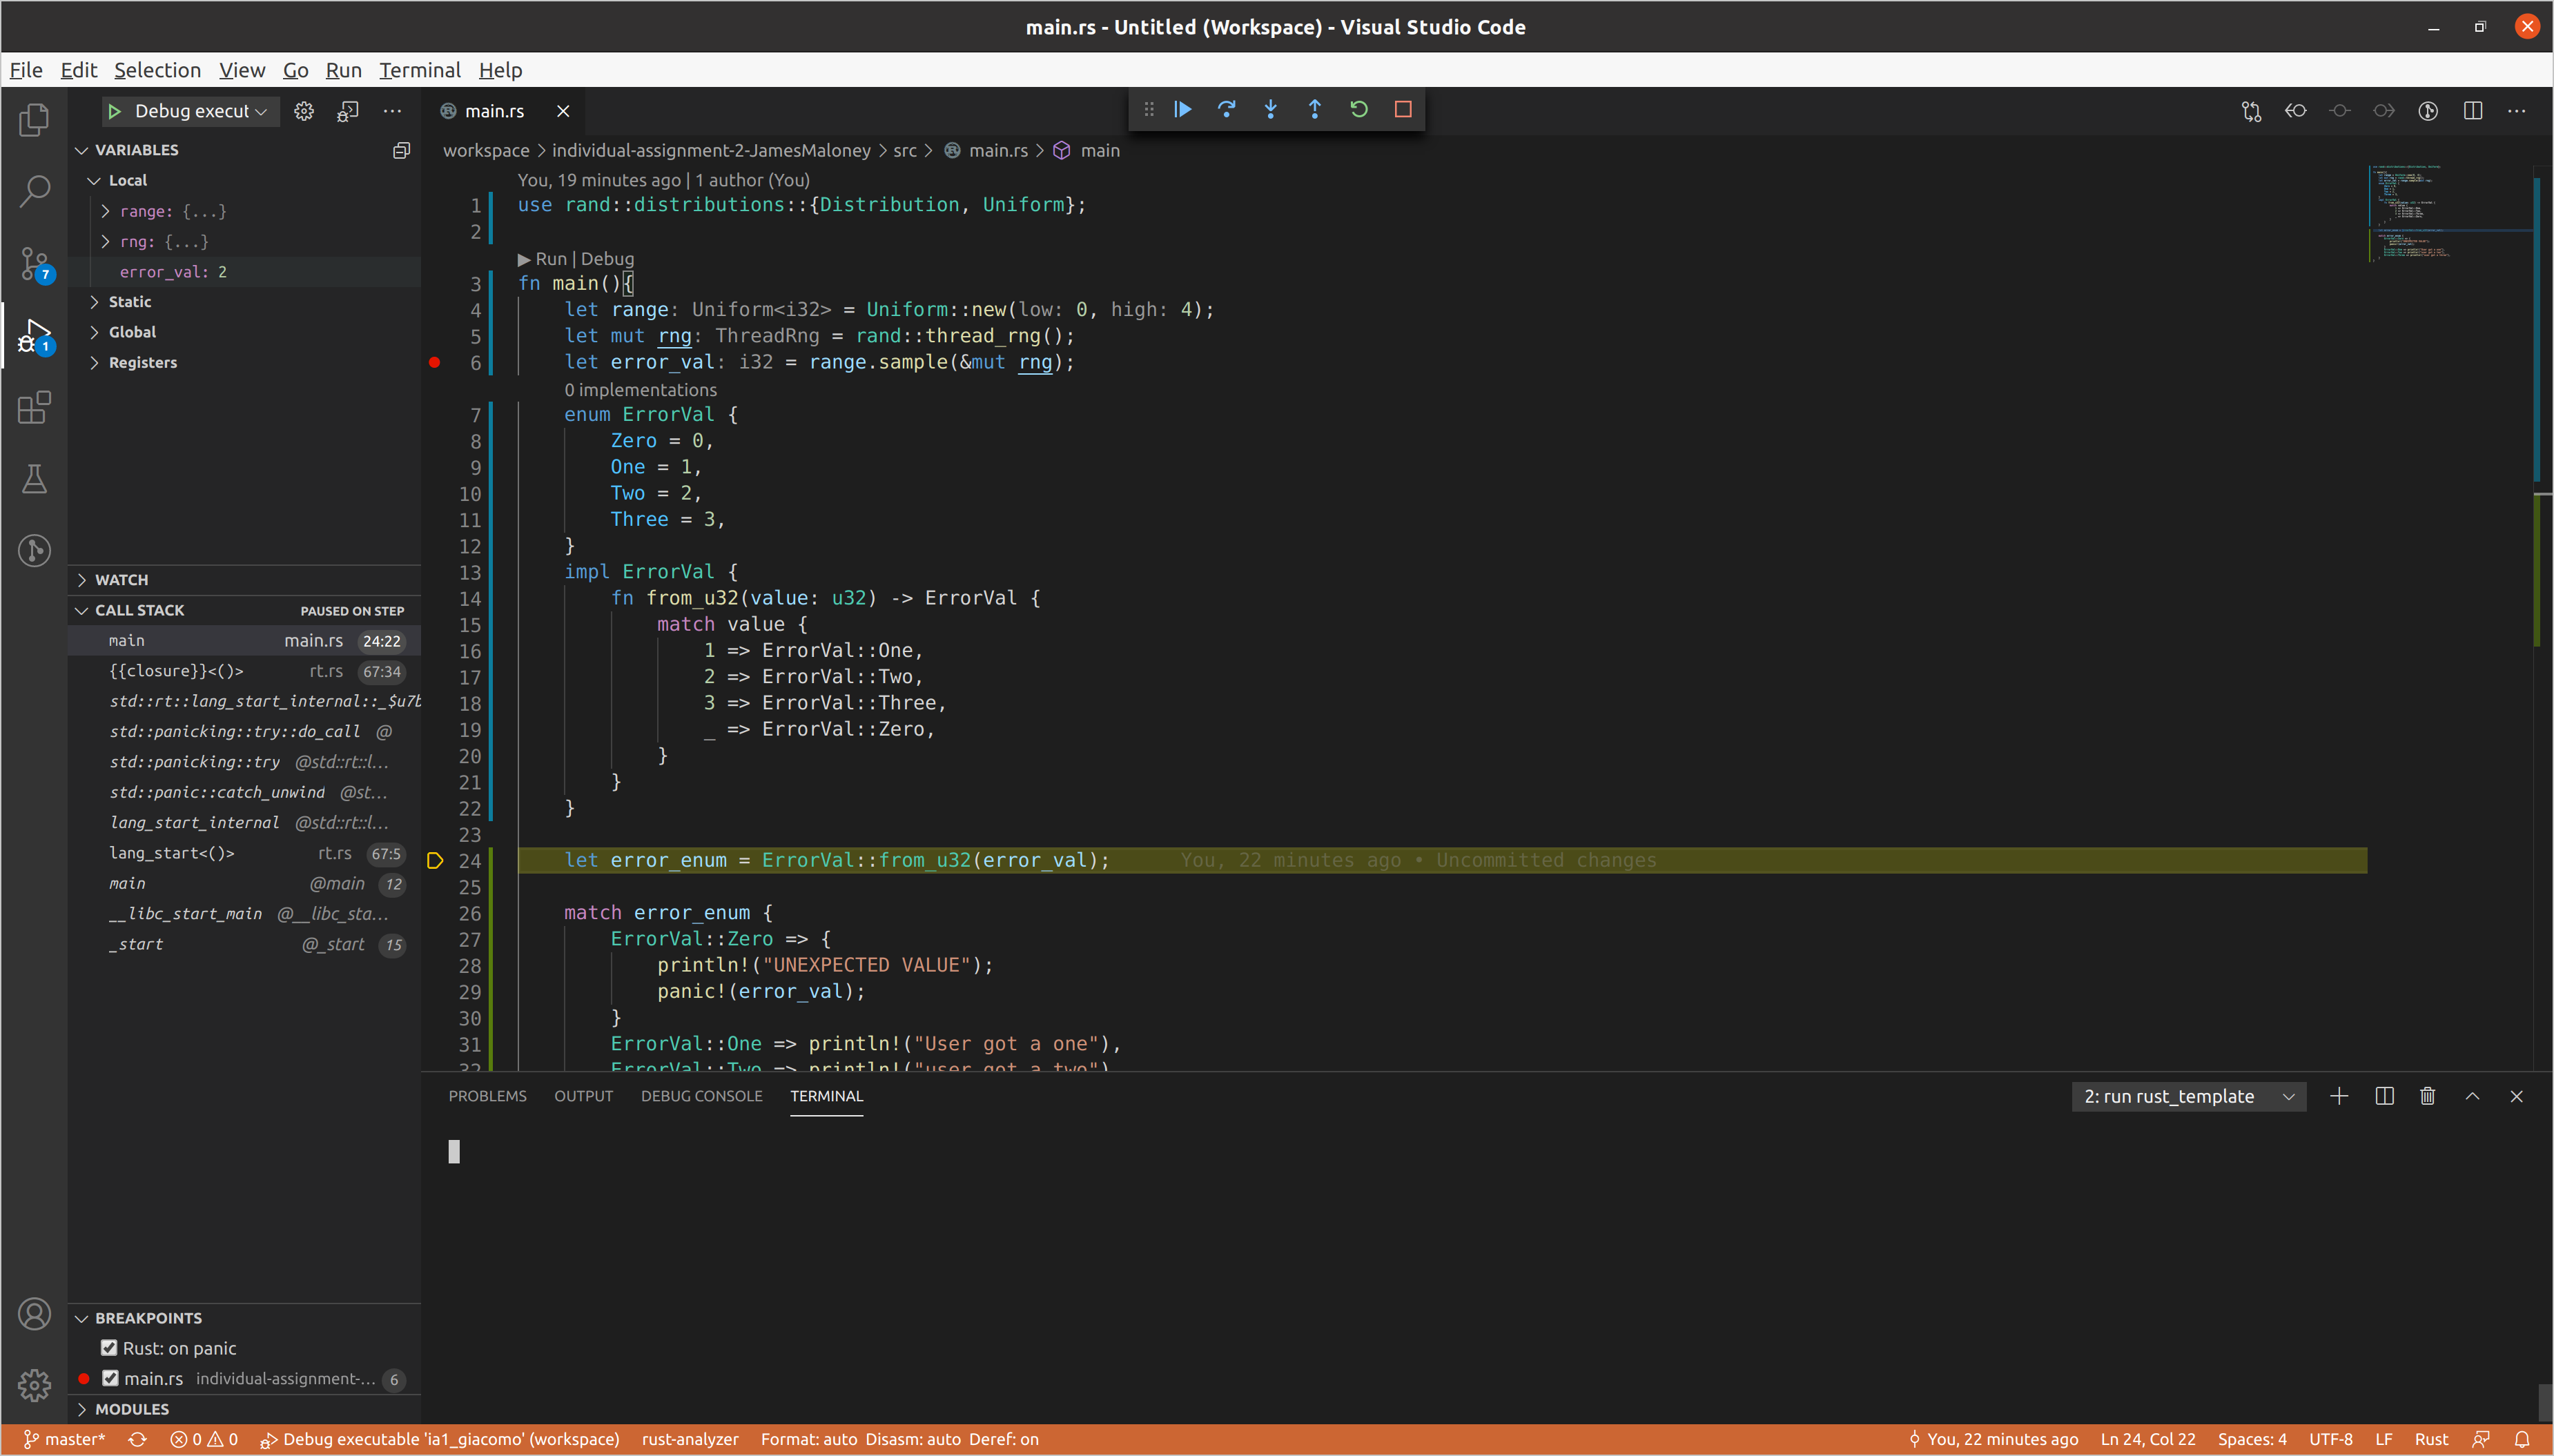 main.rs - Untitled (Workspace) - Visual Studio Code
File Edit Selection View Go Run Terminal Help
Debug execut
main.rs
VARIABLES
Local
range: {...}
rng: {...}
error_val: 2
Static
Global
Registers
WATCH
CALL STACK PAUSED ON STEP
main main.rs 24:22
{{closure}}<()> rt.rs 67:34
std::rt::lang_start_internal::_$u7b
std::panicking::try::do_call @
std::panicking::try @std::rt::l…
std::panic::catch_unwind @st…
lang_start_internal @std::rt::l…
lang_start<()> rt.rs 67:5
main @main 12
__libc_start_main @__libc_sta…
_start @_start 15
BREAKPOINTS
Rust: on panic
main.rs individual-assignment-… 6
MODULES
7
1
workspace > individual-assignment-2-JamesMaloney > src > main.rs > main
You, 19 minutes ago | 1 author (You)
1 use rand::distributions::{Distribution, Uniform};
2
▶ Run | Debug
3 fn main(){
4 let range: Uniform<i32> = Uniform::new(low: 0, high: 4);
5 let mut rng: ThreadRng = rand::thread_rng();
6 let error_val: i32 = range.sample(&mut rng);
0 implementations
7 enum ErrorVal {
8 Zero = 0,
9 One = 1,
10 Two = 2,
11 Three = 3,
12 }
13 impl ErrorVal {
14 fn from_u32(value: u32) -> ErrorVal {
15 match value {
16 1 => ErrorVal::One,
17 2 => ErrorVal::Two,
18 3 => ErrorVal::Three,
19 _ => ErrorVal::Zero,
20 }
21 }
22 }
23
24 let error_enum = ErrorVal::from_u32(error_val); You, 22 minutes ago • Uncommitted changes
25
26 match error_enum {
27 ErrorVal::Zero => {
28 println!("UNEXPECTED VALUE");
29 panic!(error_val);
30 }
31 ErrorVal::One => println!("User got a one"),
32 ErrorVal::Two => println!("user got a two")
PROBLEMS OUTPUT DEBUG CONSOLE TERMINAL 2: run rust_template
master* 0 0 Debug executable 'ia1_giacomo' (workspace) rust-analyzer Format: auto Disasm: auto Deref: on You, 22 minutes ago Ln 24, Col 22 Spaces: 4 UTF-8 LF Rust